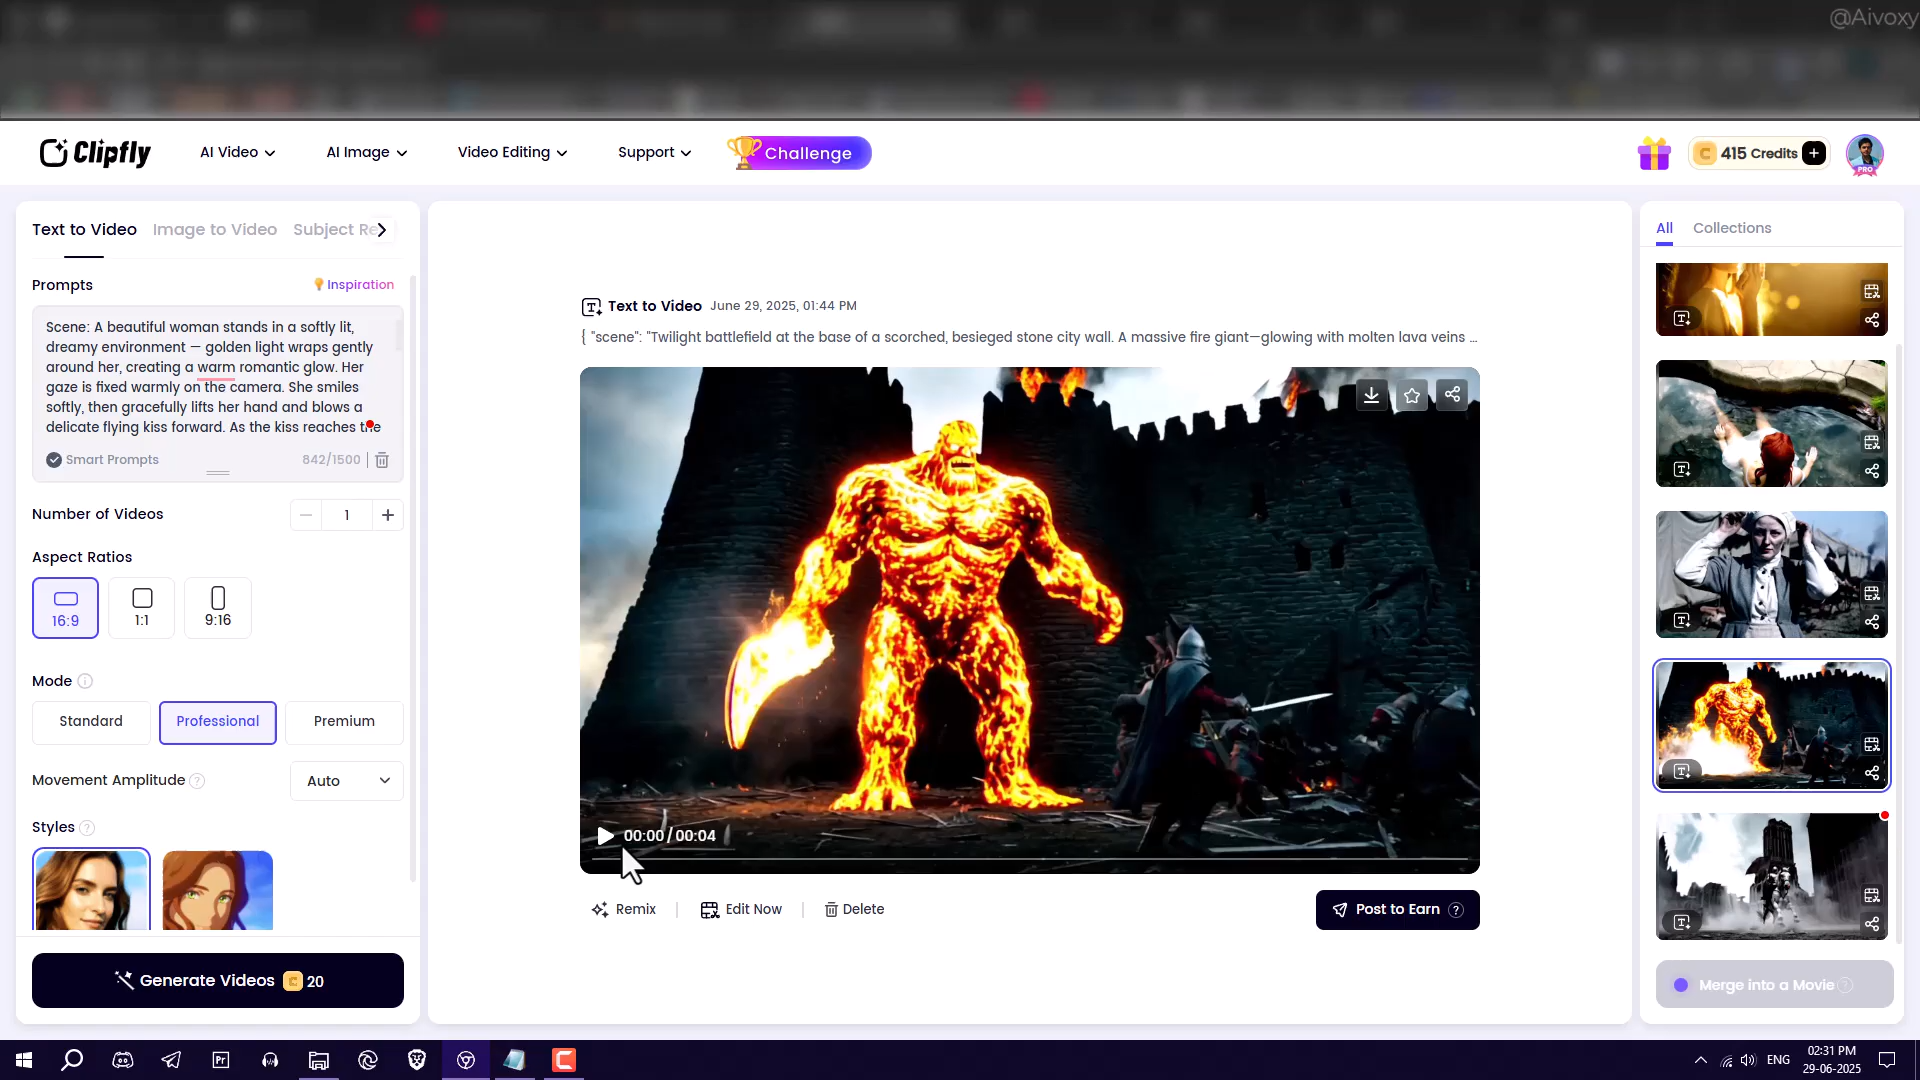 @Aivoxy
Clipfly
AI Video
AI Image
Video Editing
Support
Challenge
415 Credits
PRO
Text to Video
Image to Video
Subject Re
Prompts
Inspiration
Scene: A beautiful woman stands in a softly lit,
dreamy environment — golden light wraps gently
around her, creating a warm romantic glow. Her
gaze is fixed warmly on the camera. She smiles
softly, then gracefully lifts her hand and blows a
delicate flying kiss forward. As the kiss reaches the
Smart Prompts
842/1500
Number of Videos
1
Aspect Ratios
16:9
1:1
9:16
Mode
Standard
Professional
Premium
Movement Amplitude
Auto
Styles
Generate Videos 20
Text to Video June 29, 2025, 01:44 PM
{ "scene": "Twilight battlefield at the base of a scorched, besieged stone city wall. A massive fire giant—glowing with molten lava veins ...
00:00 / 00:04
Remix
Edit Now
Delete
Post to Earn
All
Collections
Merge into a Movie
Pr
ENG
02:31 PM
29-06-2025